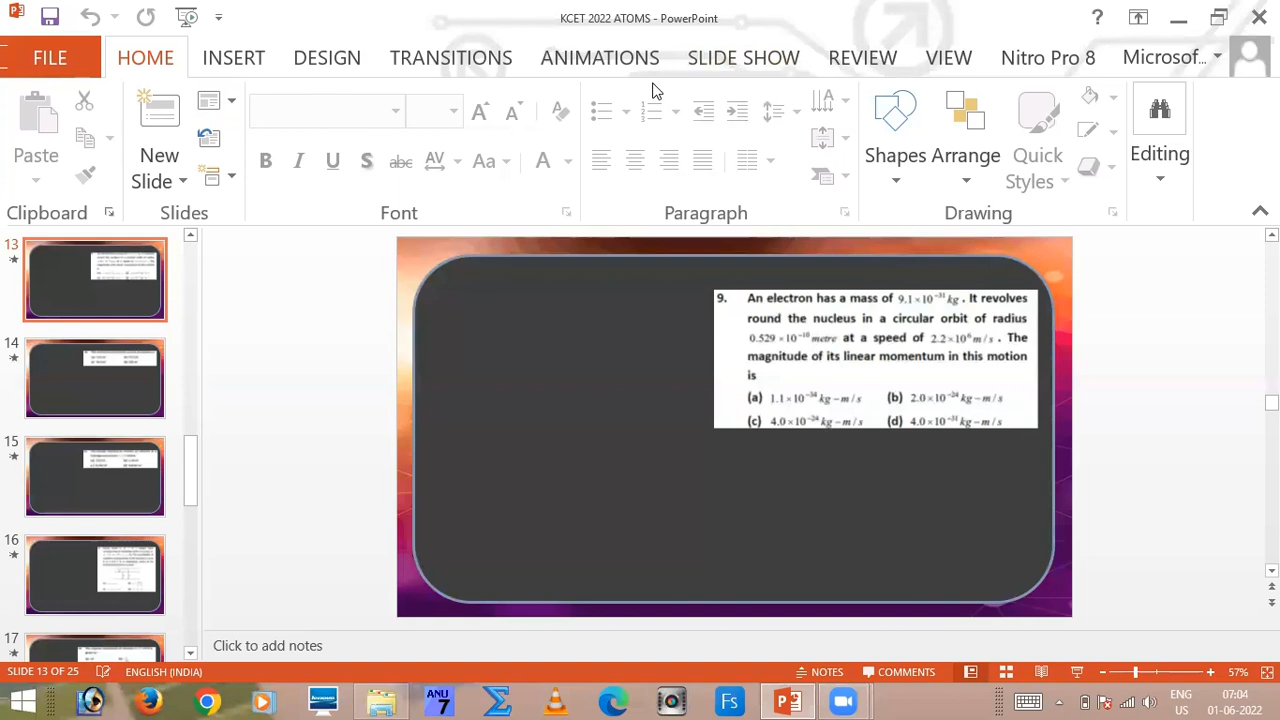 KCET 2022 ATOMS - PowerPoint
FILE HOME INSERT DESIGN TRANSITIONS ANIMATIONS SLIDE SHOW REVIEW VIEW Nitro Pro 8 Microsof...
Paste
New Slide
Shapes Arrange Quick Styles
Editing
Clipboard Slides Font Paragraph Drawing
13
14
15
16
17
9. An electron has a mass of 9.1×10⁻³¹ kg. It revolves
round the nucleus in a circular orbit of radius
0.529×10⁻¹⁰ metre at a speed of 2.2×10⁶ m/s. The
magnitude of its linear momentum in this motion
is
(a) 1.1×10⁻³⁴ kg–m/s (b) 2.0×10⁻²⁴ kg–m/s
(c) 4.0×10⁻²⁴ kg–m/s (d) 4.0×10⁻³¹ kg–m/s
Click to add notes
SLIDE 13 OF 25 ENGLISH (INDIA) NOTES COMMENTS 57%
lenovo ANU 7 Fs ENG US 07:04 01-06-2022